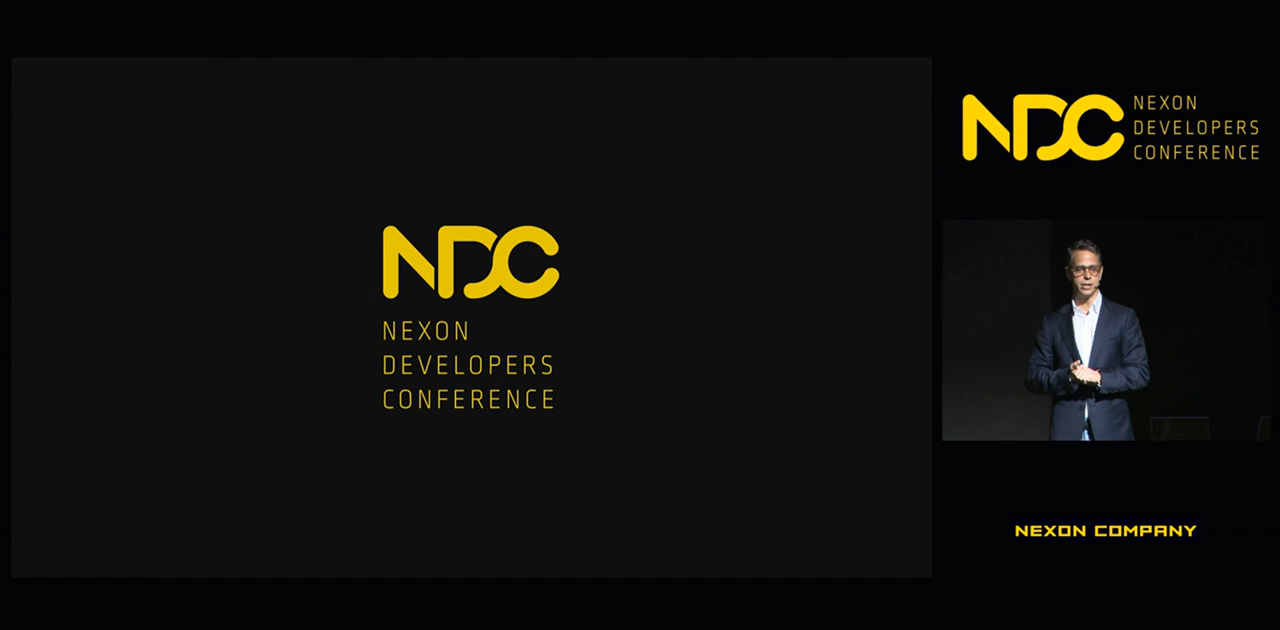 NDC
NEXON
DEVELOPERS
CONFERENCE
NDC
NEXON
DEVELOPERS
CONFERENCE
NEXON COMPANY